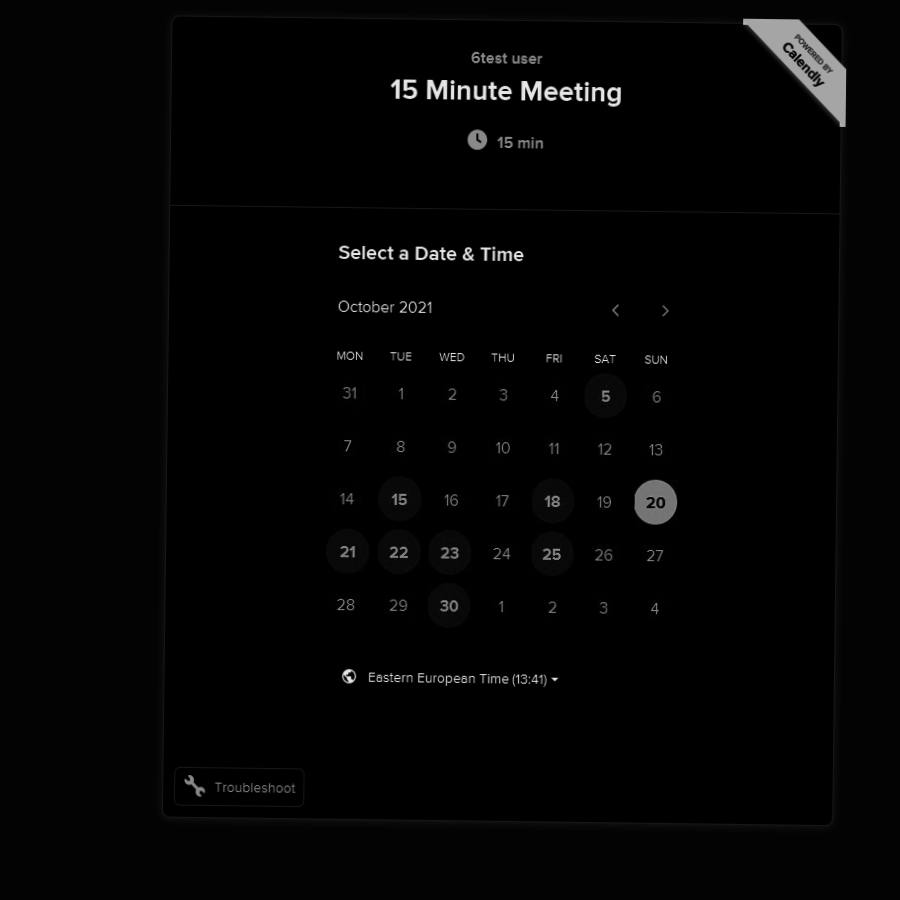 POWERED BY
Calendly
6test user
15 Minute Meeting
15 min
Select a Date & Time
October 2021
MON TUE WED THU FRI SAT SUN
31 1 2 3 4 5 6
7 8 9 10 11 12 13
14 15 16 17 18 19 20
21 22 23 24 25 26 27
28 29 30 1 2 3 4
Eastern European Time (13:41)
Troubleshoot